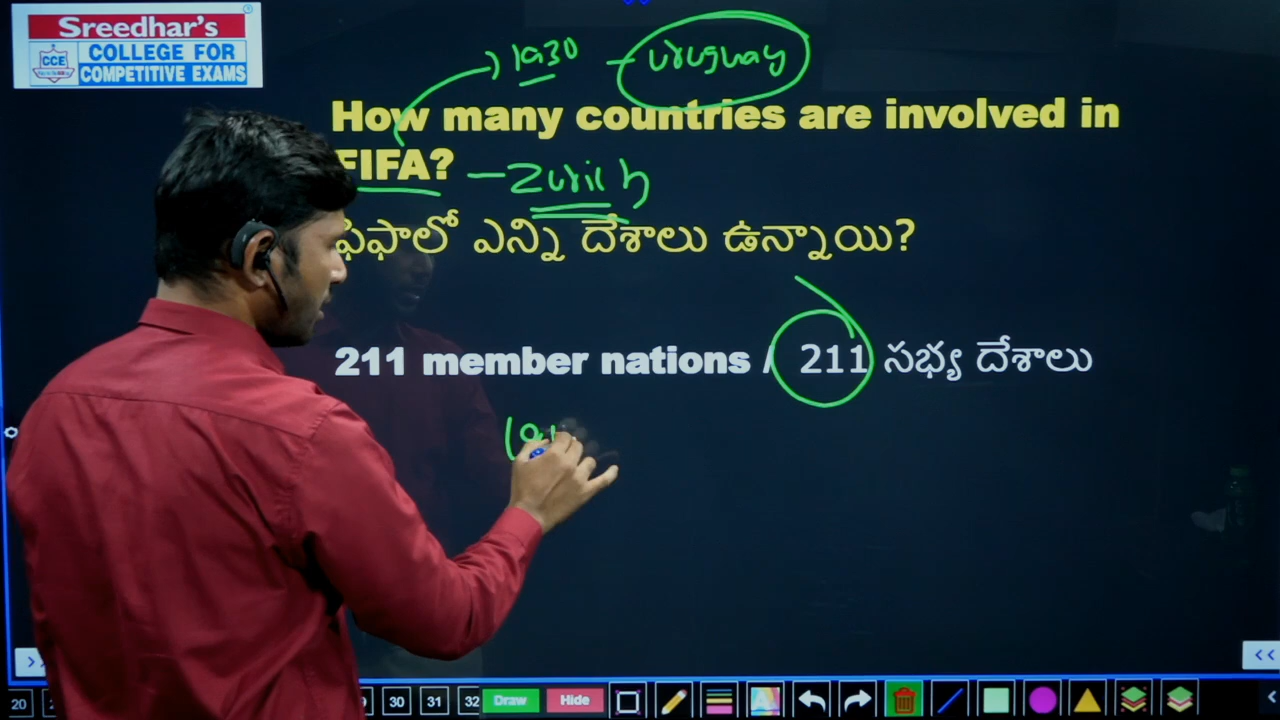 Sreedhar's
CCE
COLLEGE FOR
COMPETITIVE EXAMS
1930 - Uruguay
How many countries are involved in
FIFA? - Zurich
ఫిఫాలో ఎన్ని దేశాలు ఉన్నాయి?
211 member nations / 211 సభ్య దేశాలు
20 30 31 32 Draw Hide